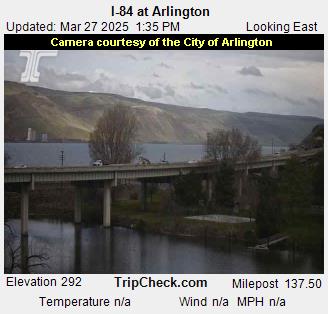 I-84 at Arlington
Updated: Mar 27 2025 1:35 PM Looking East
Camera courtesy of the City of Arlington
Elevation 292 TripCheck.com Milepost 137.50
Temperature n/a Wind n/a MPH n/a